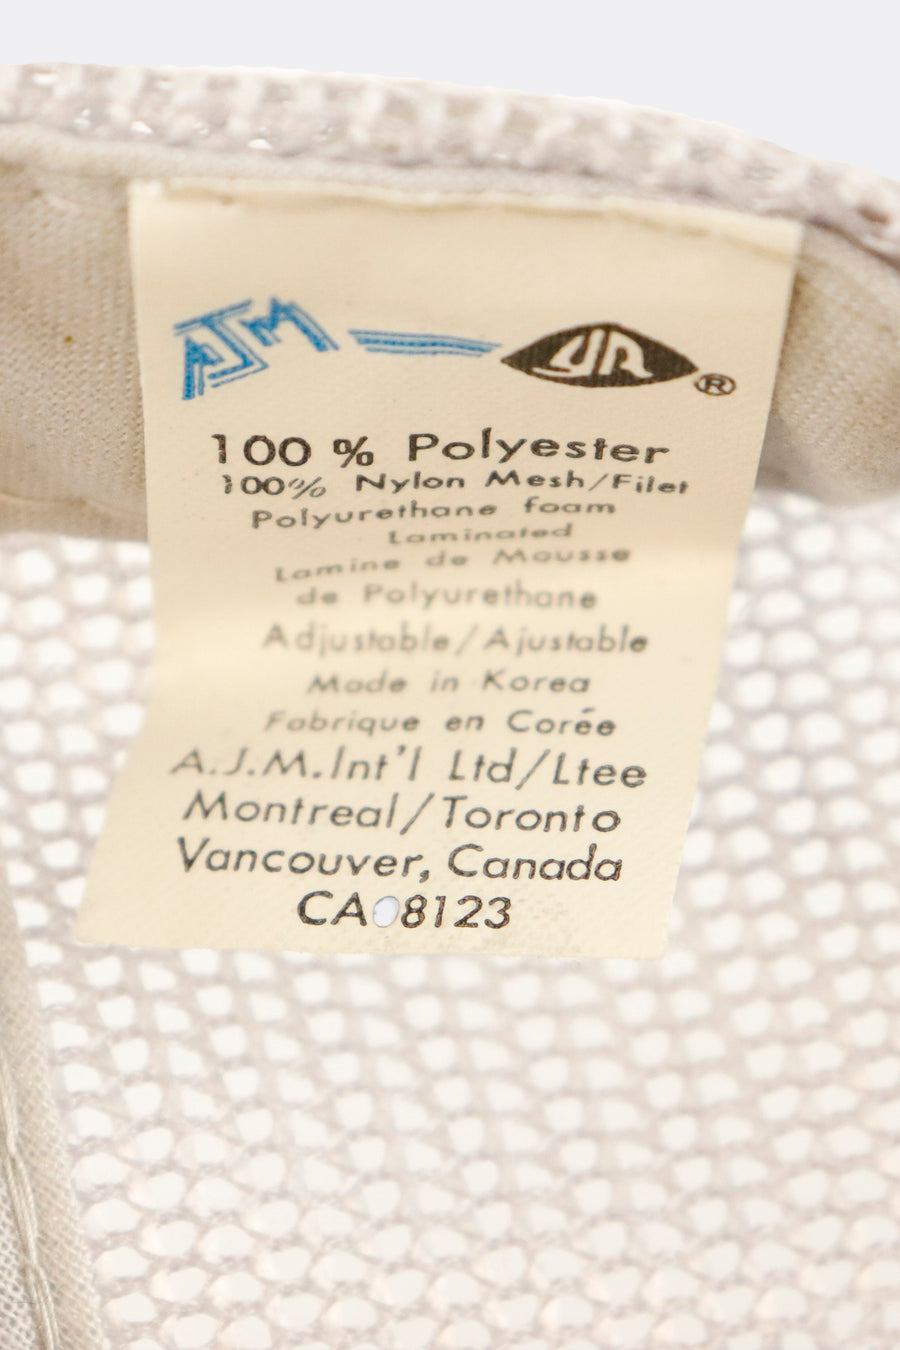 AJM
100 % Polyester
100% Nylon Mesh/Filet
Polyurethane foam
Laminated
Lamine de Mousse
de Polyurethane
Adjustable/Ajustable
Made in Korea
Fabrique en Corée
A.J.M.Int'l Ltd/Ltee
Montreal/Toronto
Vancouver, Canada
CA 8123